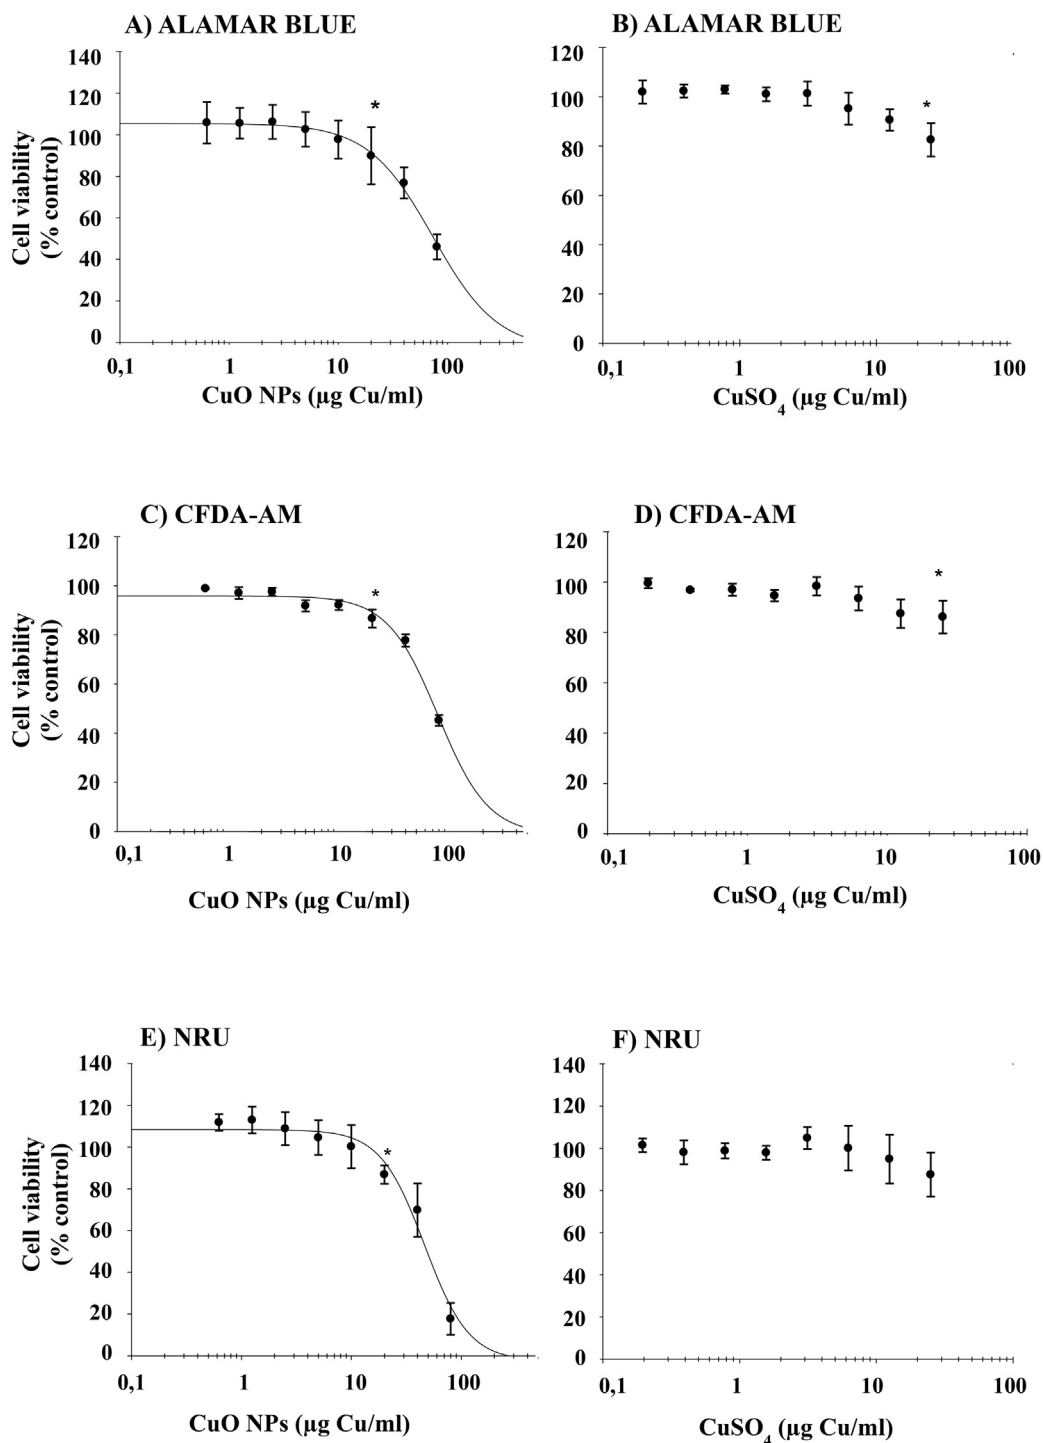 A) ALAMAR BLUE
140
120
100
80
60
40
20
0
Cell viability
(% control)
*
0,1 1 10 100
CuO NPs (µg Cu/ml)
B) ALAMAR BLUE
120
100
80
60
40
20
0
*
0,1 1 10 100
CuSO4 (µg Cu/ml)
C) CFDA-AM
120
100
80
60
40
20
0
Cell viability
(% control)
*
0,1 1 10 100
CuO NPs (µg Cu/ml)
D) CFDA-AM
120
100
80
60
40
20
0
*
0,1 1 10 100
CuSO4 (µg Cu/ml)
E) NRU
140
120
100
80
60
40
20
0
Cell viability
(% control)
*
0,1 1 10 100
CuO NPs (µg Cu/ml)
F) NRU
140
120
100
80
60
40
20
0
0,1 1 10 100
CuSO4 (µg Cu/ml)